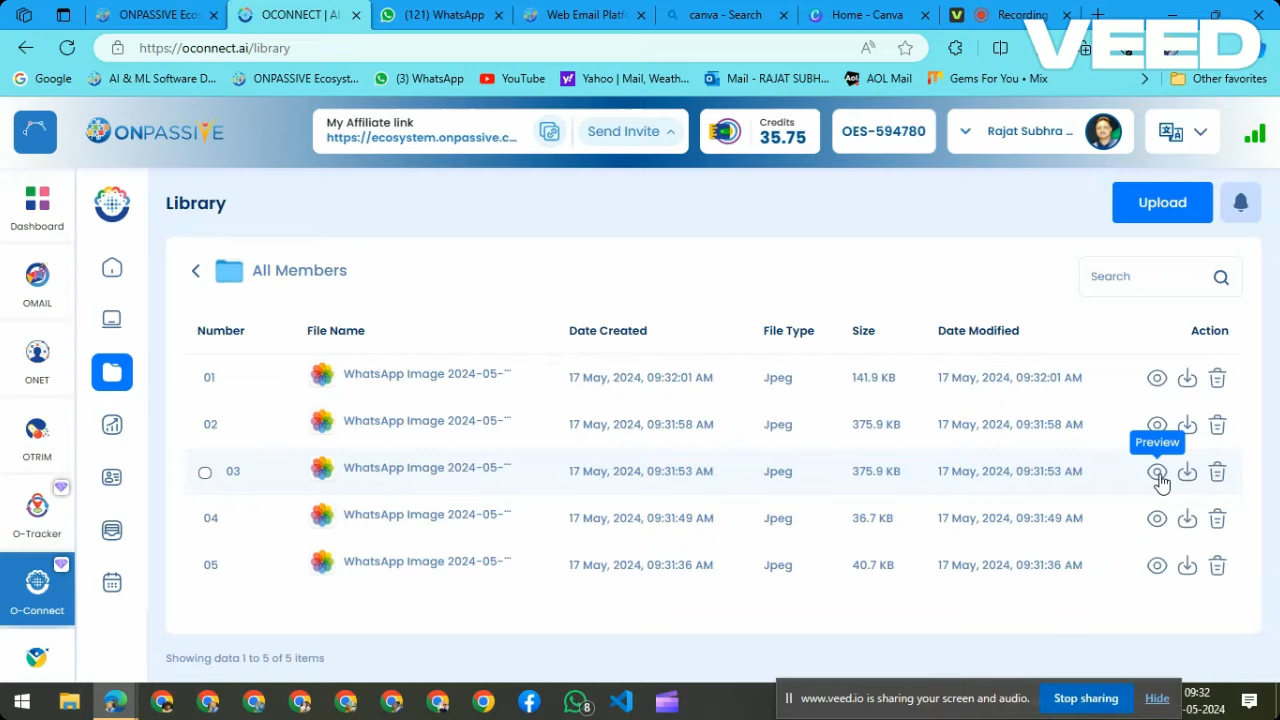 ONPASSIVE Ecosyst
OCONNECT | AI
(121) WhatsApp
Web Email Platf
canva - Search
Home - Canva
Recording
VEED
https://oconnect.ai/library
Google
AI & ML Software D...
ONPASSIVE Ecosyst...
(3) WhatsApp
YouTube
Yahoo | Mail, Weath...
Mail - RAJAT SUBH...
AOL Mail
Gems For You • Mix
Other favorites
ONPASSIVE
My Affiliate link
https://ecosystem.onpassive.c...
Send Invite
Credits
35.75
OES-594780
Rajat Subhra ...
Dashboard
OMAIL
ONET
OTRIM
O-Tracker
O-Connect
Library
Upload
All Members
Search
Number File Name Date Created File Type Size Date Modified Action
01 WhatsApp Image 2024-05-... 17 May, 2024, 09:32:01 AM Jpeg 141.9 KB 17 May, 2024, 09:32:01 AM
02 WhatsApp Image 2024-05-... 17 May, 2024, 09:31:58 AM Jpeg 375.9 KB 17 May, 2024, 09:31:58 AM
Preview
03 WhatsApp Image 2024-05-... 17 May, 2024, 09:31:53 AM Jpeg 375.9 KB 17 May, 2024, 09:31:53 AM
04 WhatsApp Image 2024-05-... 17 May, 2024, 09:31:49 AM Jpeg 36.7 KB 17 May, 2024, 09:31:49 AM
05 WhatsApp Image 2024-05-... 17 May, 2024, 09:31:36 AM Jpeg 40.7 KB 17 May, 2024, 09:31:36 AM
Showing data 1 to 5 of 5 items
8
www.veed.io is sharing your screen and audio.
Stop sharing
Hide
09:32
-05-2024